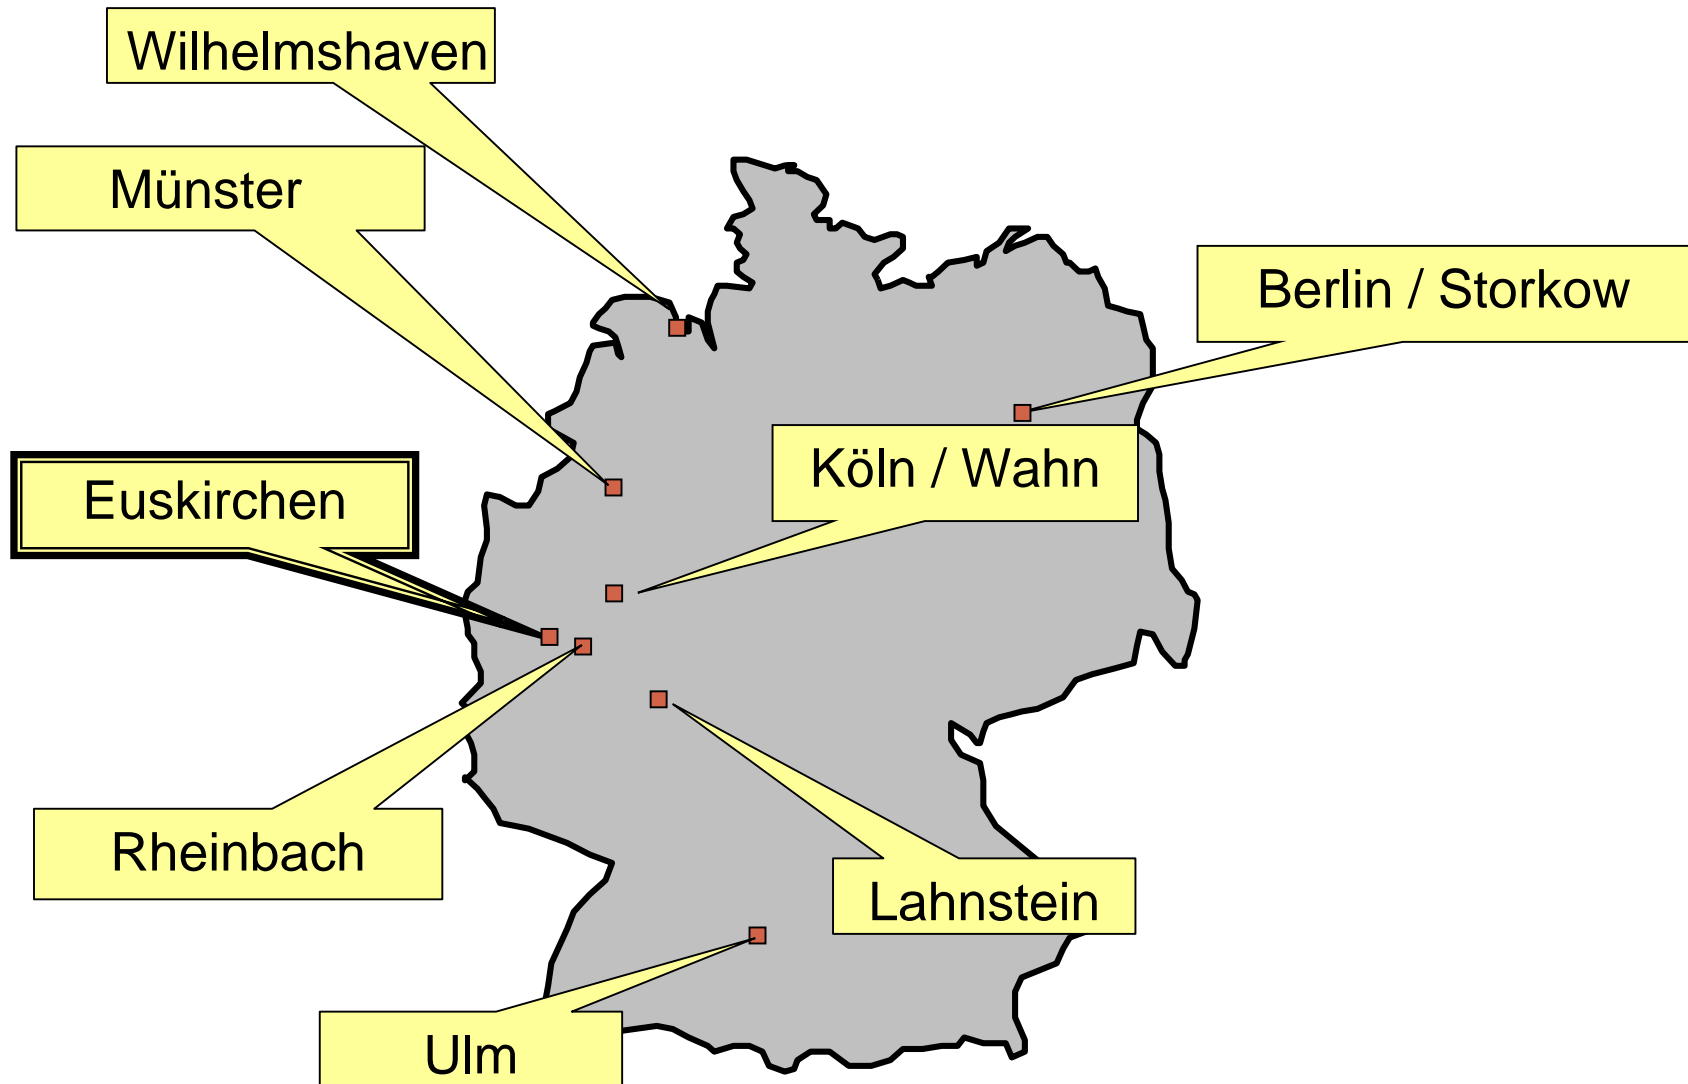 Wilhelmshaven
Münster
Berlin / Storkow
Köln / Wahn
Euskirchen
Rheinbach
Lahnstein
Ulm